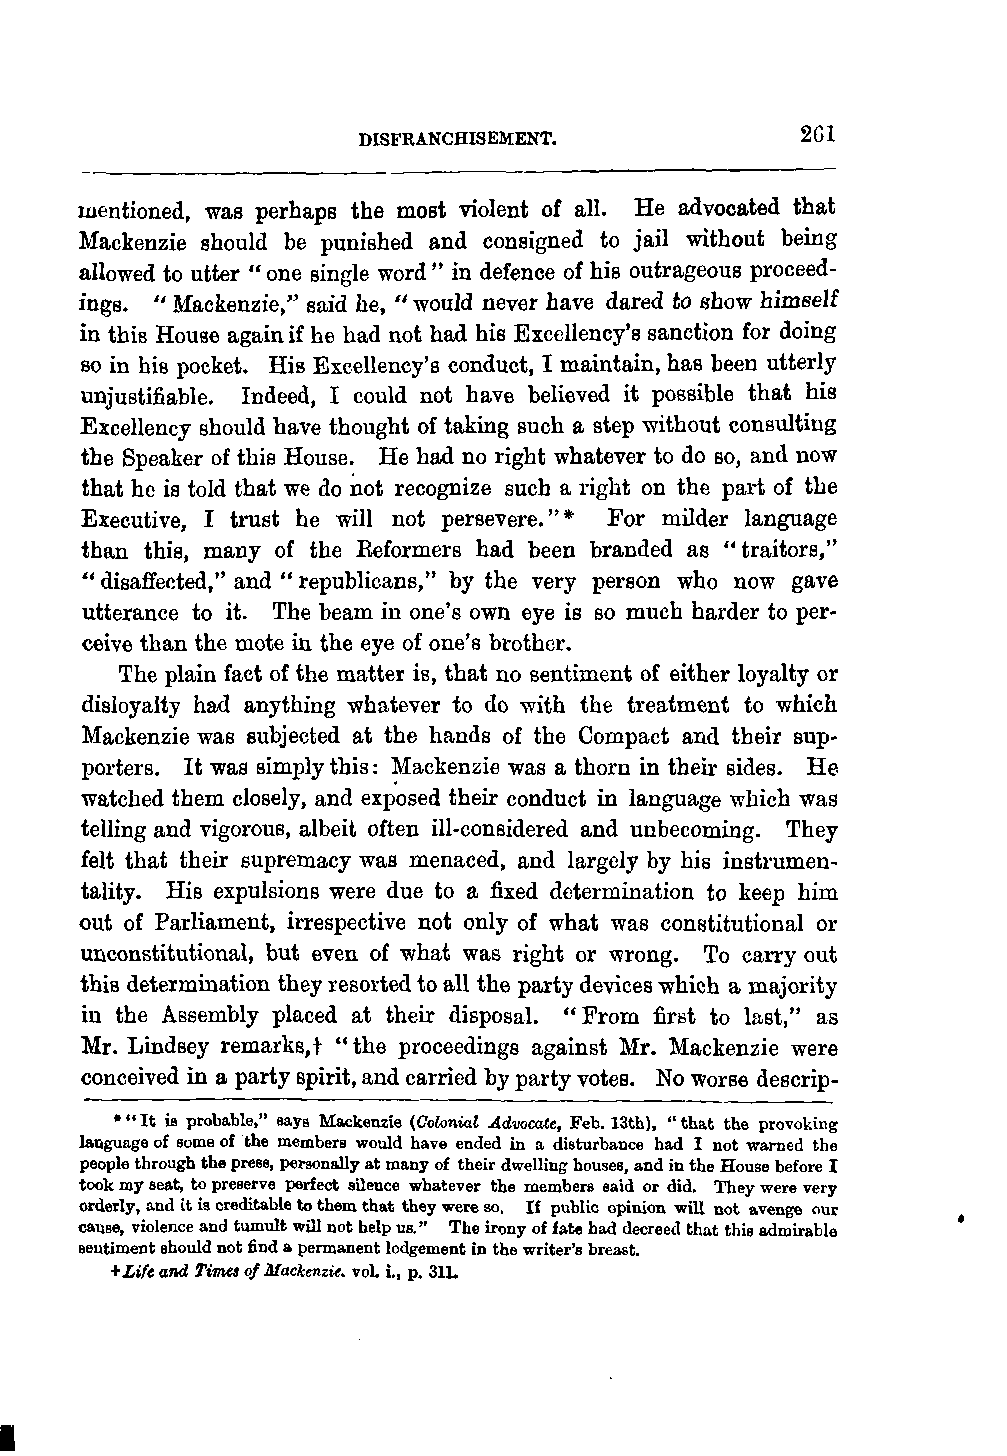 DISFRANCHISEMENT. 261
mentioned, was perhaps the most violent of all. He advocated that
Mackenzie should be punished and consigned to jail without being
allowed to utter “one single word” in defence of his outrageous proceed-
ings. “Mackenzie,” said he, “would never have dared to show himself
in this House again if he had not had his Excellency’s sanction for doing
so in his pocket. His Excellency’s conduct, I maintain, has been utterly
unjustifiable. Indeed, I could not have believed it possible that his
Excellency should have thought of taking such a step without consulting
the Speaker of this House. He had no right whatever to do so, and now
that he is told that we do not recognize such a right on the part of the
Executive, I trust he will not persevere.”* For milder language
than this, many of the Reformers had been branded as “traitors,”
“disaffected,” and “republicans,” by the very person who now gave
utterance to it. The beam in one’s own eye is so much harder to per-
ceive than the mote in the eye of one’s brother.
The plain fact of the matter is, that no sentiment of either loyalty or
disloyalty had anything whatever to do with the treatment to which
Mackenzie was subjected at the hands of the Compact and their sup-
porters. It was simply this: Mackenzie was a thorn in their sides. He
watched them closely, and exposed their conduct in language which was
telling and vigorous, albeit often ill-considered and unbecoming. They
felt that their supremacy was menaced, and largely by his instrumen-
tality. His expulsions were due to a fixed determination to keep him
out of Parliament, irrespective not only of what was constitutional or
unconstitutional, but even of what was right or wrong. To carry out
this determination they resorted to all the party devices which a majority
in the Assembly placed at their disposal. “From first to last,” as
Mr. Lindsey remarks,† “the proceedings against Mr. Mackenzie were
conceived in a party spirit, and carried by party votes. No worse descrip-
*“It is probable,” says Mackenzie (Colonial Advocate, Feb. 13th), “that the provoking
language of some of the members would have ended in a disturbance had I not warned the
people through the press, personally at many of their dwelling houses, and in the House before I
took my seat, to preserve perfect silence whatever the members said or did. They were very
orderly, and it is creditable to them that they were so. If public opinion will not avenge our
cause, violence and tumult will not help us.” The irony of fate had decreed that this admirable
sentiment should not find a permanent lodgement in the writer’s breast.
†Life and Times of Mackenzie. vol. i., p. 311.